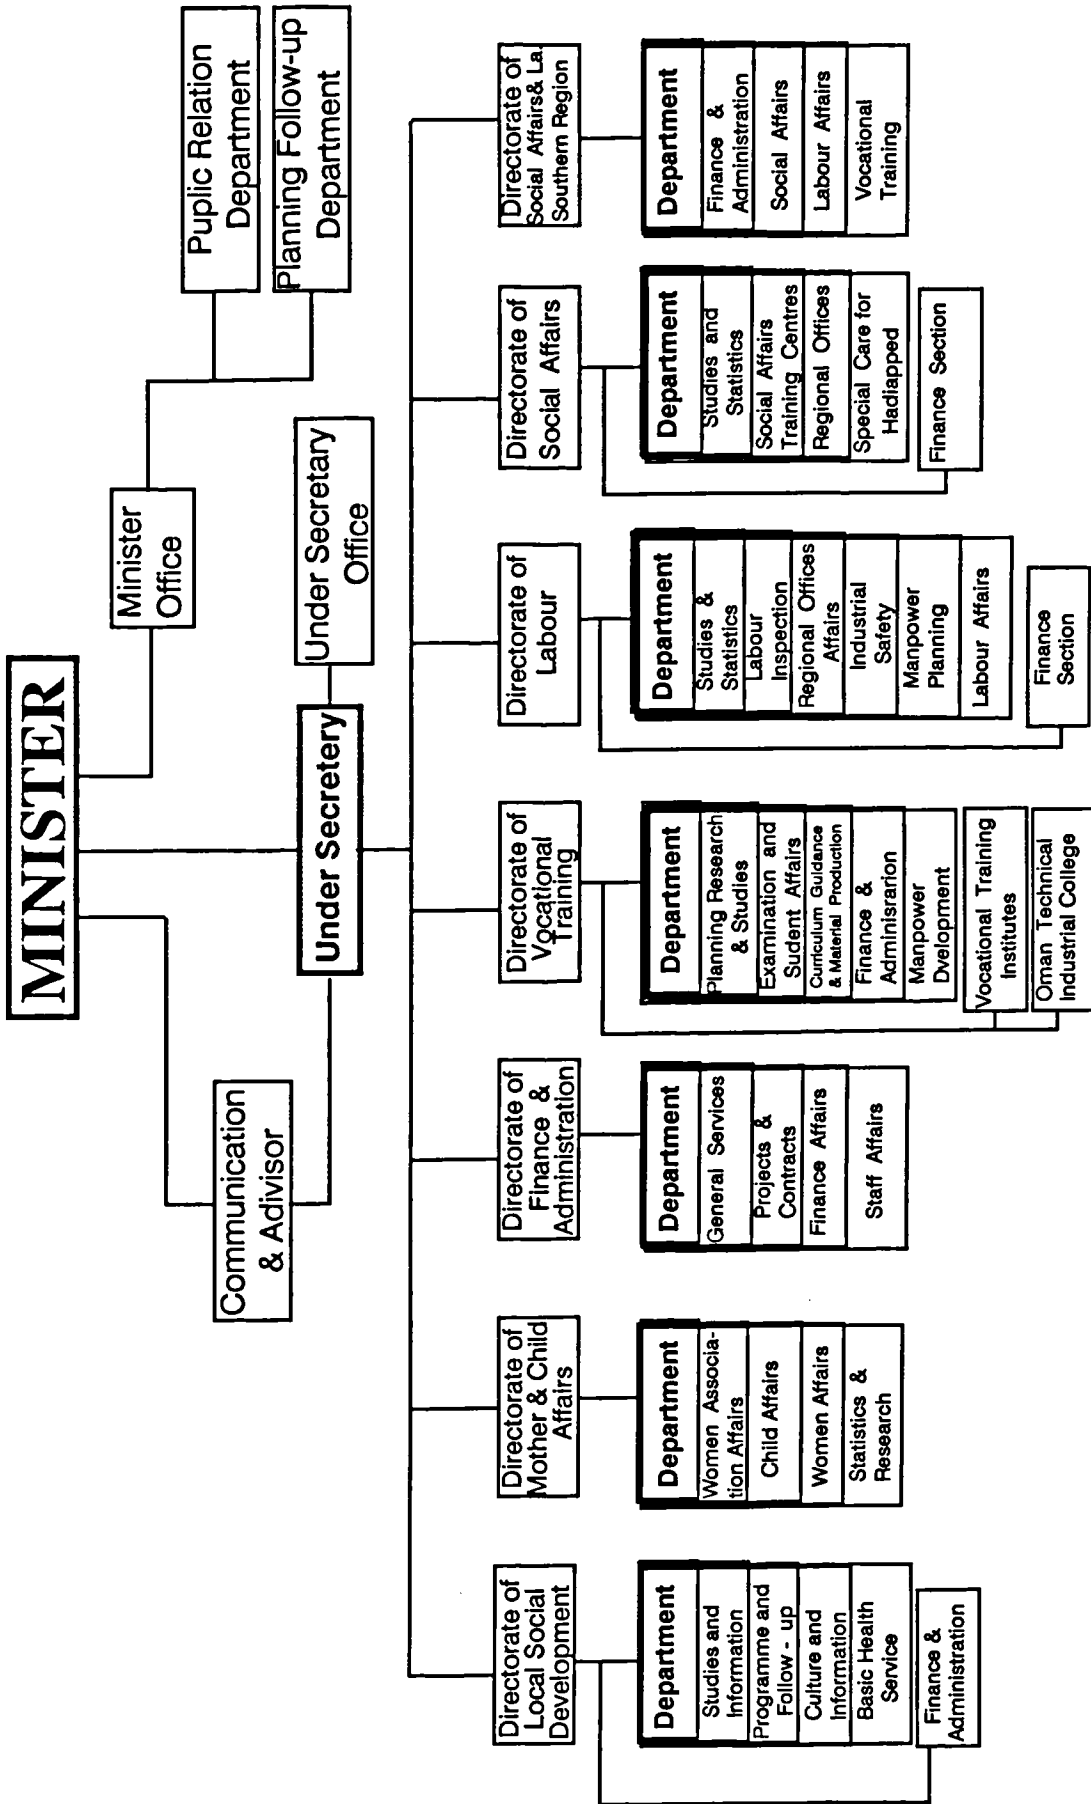 MINISTER
Minister
Office
Puplic Relation
Department
Planning Follow-up
Department
Communication
& Adivisor
Under Secretery
Under Secretary
Office
Directorate of
Local Social
Development
Department
Studies and
Information
Programme and
Follow - up
Culture and
Information
Basic Health
Service
Finance &
Administration
Directorate of
Mother & Child
Affairs
Department
Women Associa-
tion Affairs
Child Affairs
Women Affairs
Statistics &
Research
Directorate of
Finance &
Administration
Department
General Services
Projects &
Contracts
Finance Affairs
Staff Affairs
Directorate of
Vocational
Training
Department
Planning Research
& Studies
Examination and
Sudent Affairs
Curriculum Guidance
& Material Production
Finance &
Adminisrarion
Manpower
Dvelopment
Vocational Training
Institutes
Oman Technical
Industrial College
Directorate of
Labour
Department
Studies &
Statistics
Labour
Inspection
Regional Offices
Affairs
Industrial
Safety
Manpower
Planning
Labour Affairs
Finance
Section
Directorate of
Social Affairs
Department
Studies and
Statistics
Social Affairs
Training Centres
Regional Offices
Special Care for
Hadiapped
Finance Section
Directorate of
Social Affairs& La.
Southern Region
Department
Finance &
Administration
Social Affairs
Labour Affairs
Vocational
Training